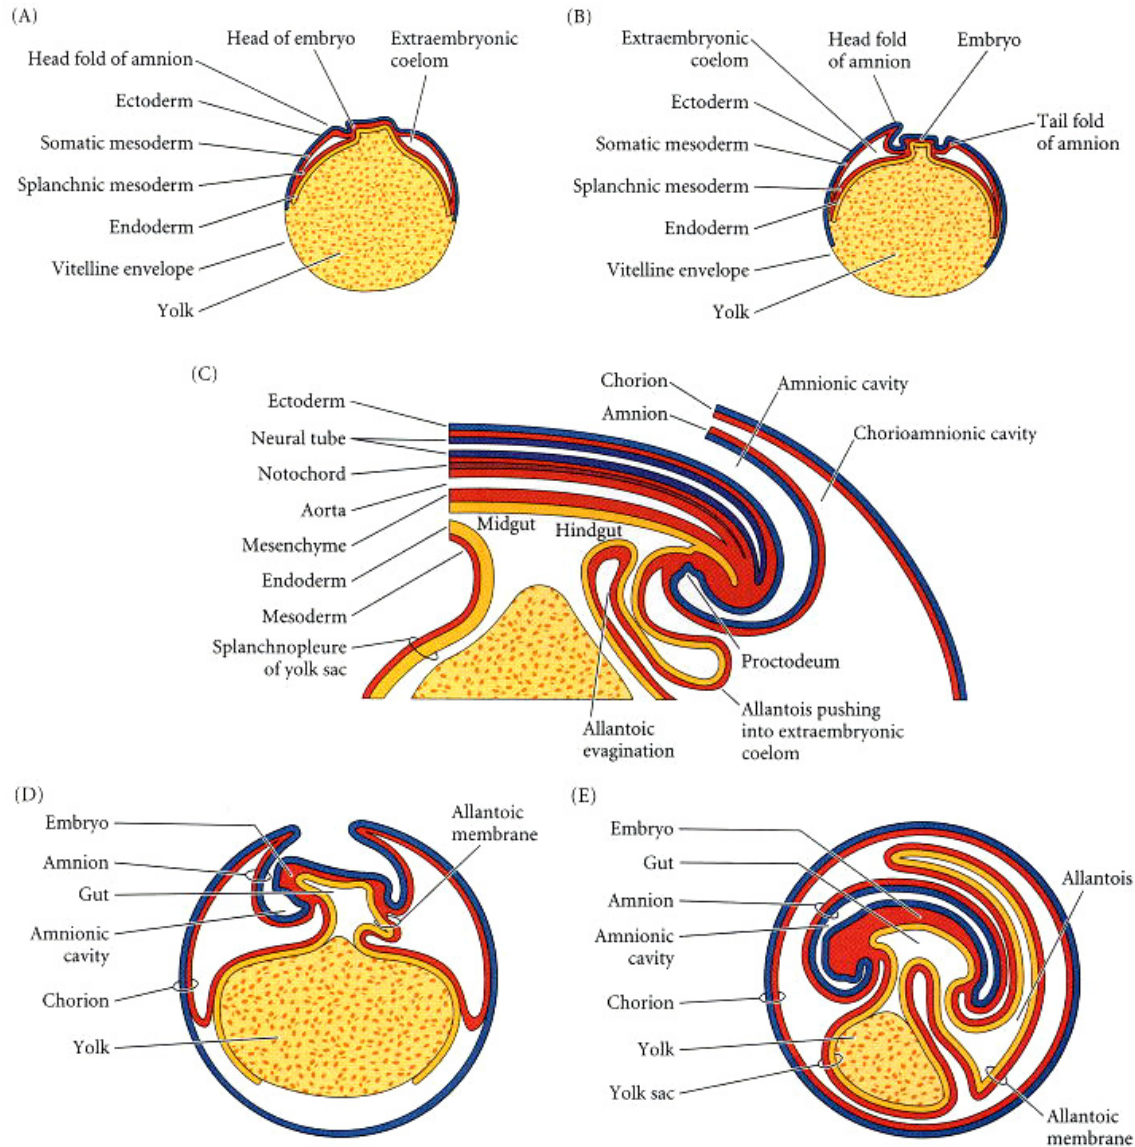 (A)
Head of embryo
Extraembryonic
coelom
Head fold of amnion
Ectoderm
Somatic mesoderm
Splanchnic mesoderm
Endoderm
Vitelline envelope
Yolk
(B)
Extraembryonic
coelom
Head fold
of amnion
Embryo
Ectoderm
Tail fold
of amnion
Somatic mesoderm
Splanchnic mesoderm
Endoderm
Vitelline envelope
Yolk
(C)
Chorion
Amnionic cavity
Ectoderm
Amnion
Neural tube
Chorioamnionic cavity
Notochord
Aorta
Midgut
Hindgut
Mesenchyme
Endoderm
Mesoderm
Splanchnopleure
of yolk sac
Proctodeum
Allantoic
evagination
Allantois pushing
into extraembryonic
coelom
(D)
Embryo
Allantoic
membrane
Amnion
Gut
Amnionic
cavity
Chorion
Yolk
(E)
Embryo
Gut
Allantois
Amnion
Amnionic
cavity
Chorion
Yolk
Yolk sac
Allantoic
membrane